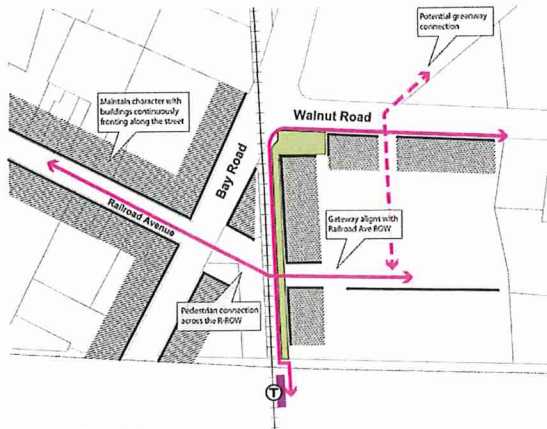 Potential greenway
connection
Maintain character with
buildings continuously
fronting along the street
Walnut Road
Bay Road
Railroad Avenue
Gateway aligns with
Railroad Ave ROW
Pedestrian connection
across the R-ROW
T